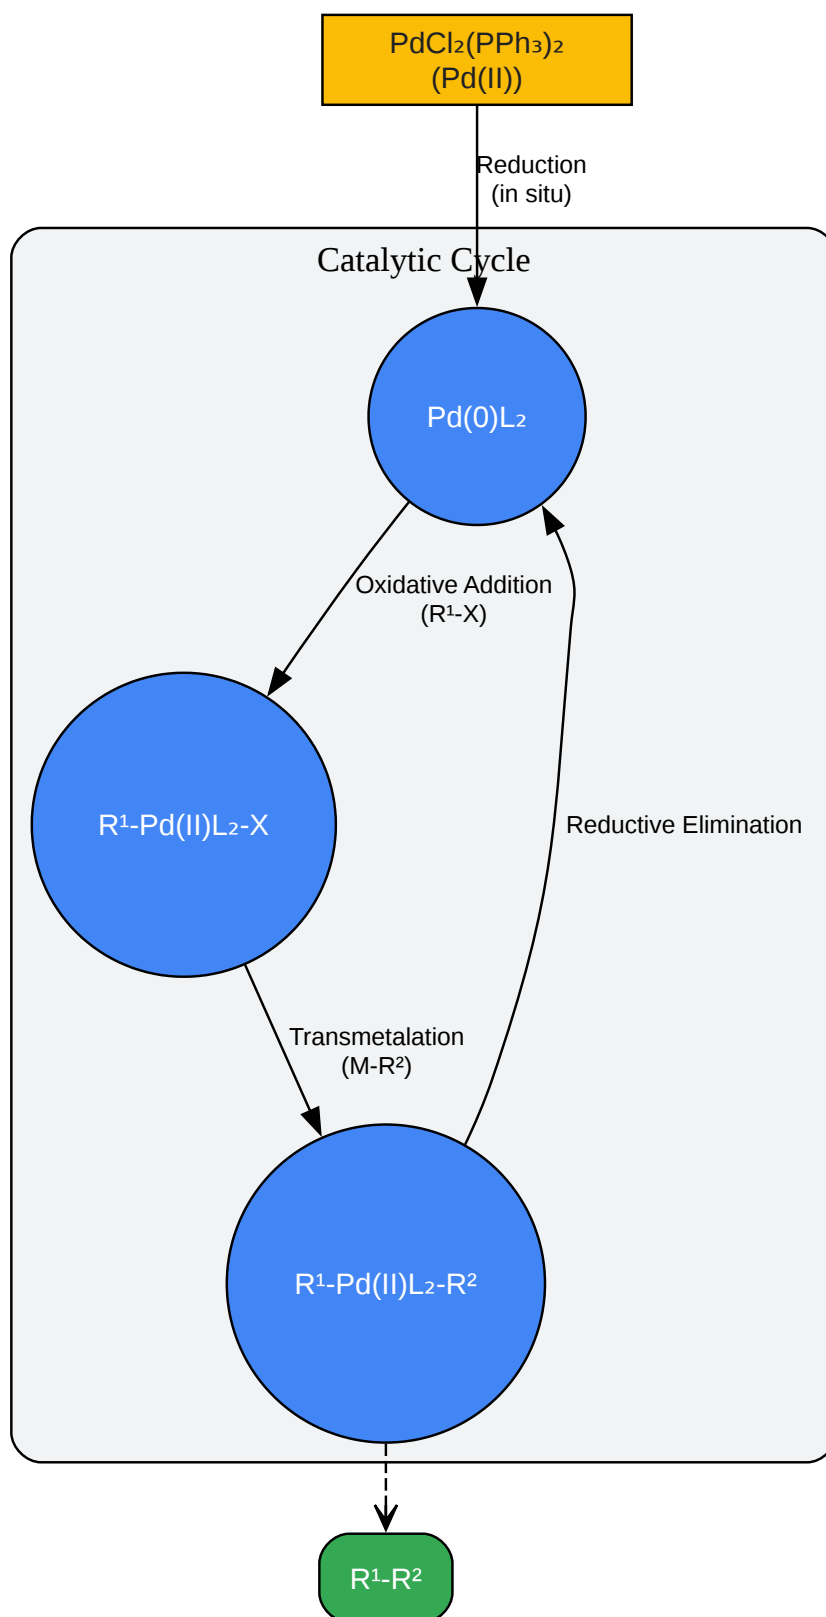 PdCl₂(PPh₃)₂
(Pd(II))
Reduction
(in situ)
Catalytic Cycle
Pd(0)L₂
Oxidative Addition
(R¹-X)
R¹-Pd(II)L₂-X
Reductive Elimination
Transmetalation
(M-R²)
R¹-Pd(II)L₂-R²
R¹-R²